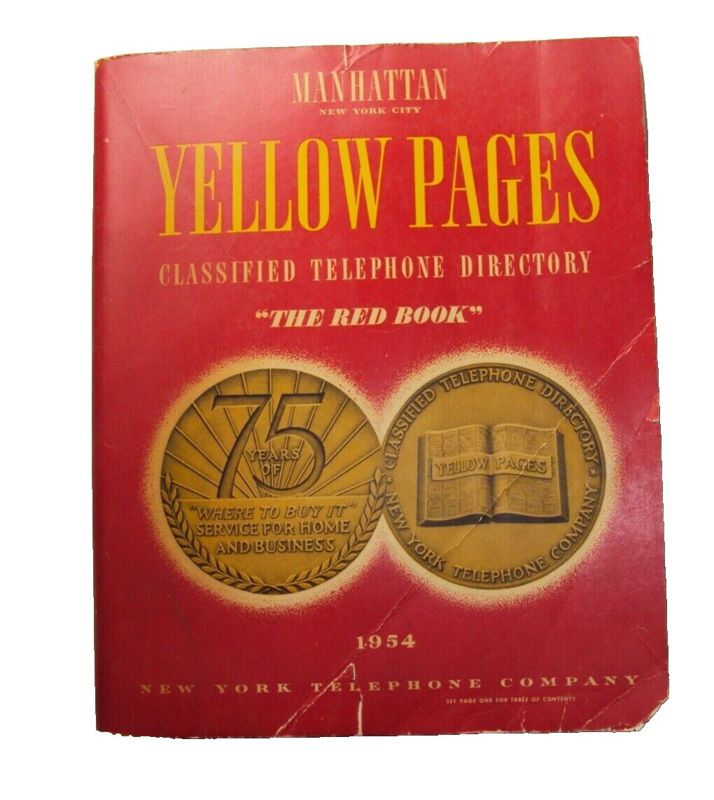 MANHATTAN
NEW YORK CITY
YELLOW PAGES
CLASSIFIED TELEPHONE DIRECTORY
"THE RED BOOK"
75
YEARS
OF
"WHERE TO BUY IT"
SERVICE FOR HOME
AND BUSINESS
CLASSIFIED TELEPHONE DIRECTORY
YELLOW PAGES
NEW YORK TELEPHONE COMPANY
1954
NEW YORK TELEPHONE COMPANY
SEE PAGE ONE FOR TABLE OF CONTENTS